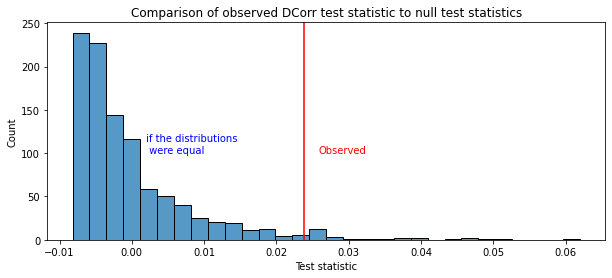 Comparison of observed DCorr test statistic to null test statistics
250
200
150
100
50
0
Count
if the distributions
were equal
Observed
−0.01
0.00
0.01
0.02
0.03
0.04
0.05
0.06
Test statistic